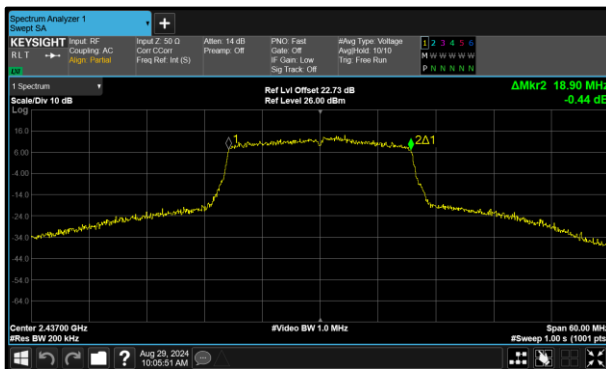 Spectrum Analyzer 1
Swept SA
KEYSIGHT
RLT
Input: RF
Coupling: AC
Align: Partial
Input Z: 50 Ω
Corr CCorr
Freq Ref: Int (S)
Atten: 14 dB
Preamp: Off
PNO: Fast
Gate: Off
IF Gain: Low
Sig Track: Off
#Avg Type: Voltage
Avg|Hold: 10/10
Trig: Free Run
1 2 3 4 5 6
M W W W W W
P N N N N N
1 Spectrum
Scale/Div 10 dB
Ref Lvl Offset 22.73 dB
Ref Level 26.00 dBm
ΔMkr2 18.90 MHz
-0.44 dB
Log
1
2Δ1
16.0
6.00
-4.00
-14.0
-24.0
-34.0
-44.0
-54.0
-64.0
Center 2.43700 GHz
#Res BW 200 kHz
#Video BW 1.0 MHz
Span 60.00 MHz
#Sweep 1.00 s (1001 pts)
?
Aug 29, 2024
10:05:51 AM